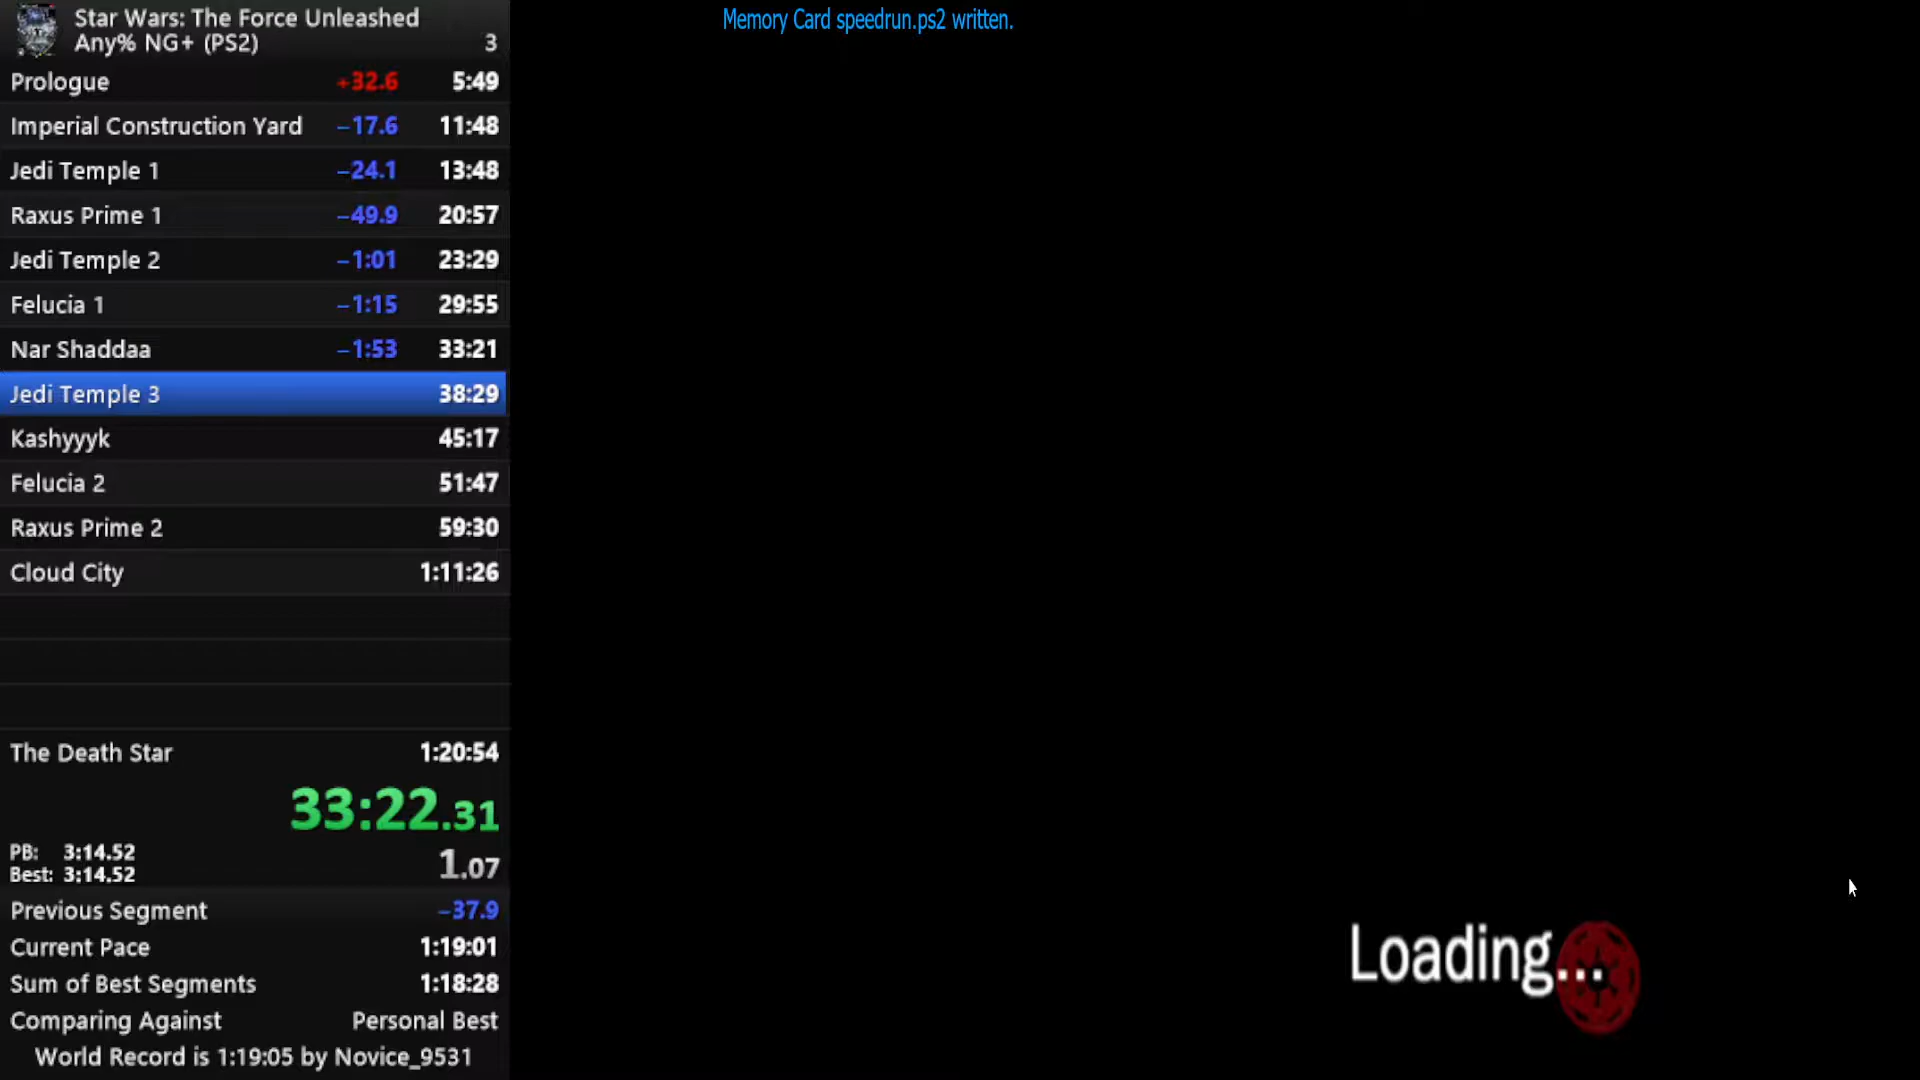 Star Wars: The Force Unleashed
Any% NG+ (PS2) 3
Memory Card speedrun.ps2 written.
Prologue +32.6 5:49
Imperial Construction Yard −17.6 11:48
Jedi Temple 1 −24.1 13:48
Raxus Prime 1 −49.9 20:57
Jedi Temple 2 −1:01 23:29
Felucia 1 −1:15 29:55
Nar Shaddaa −1:53 33:21
Jedi Temple 3 38:29
Kashyyyk 45:17
Felucia 2 51:47
Raxus Prime 2 59:30
Cloud City 1:11:26
The Death Star 1:20:54
33:22.31
PB: 3:14.52
Best: 3:14.52
1.07
Previous Segment −37.9
Current Pace 1:19:01
Sum of Best Segments 1:18:28
Comparing Against Personal Best
World Record is 1:19:05 by Novice_9531
Loading...